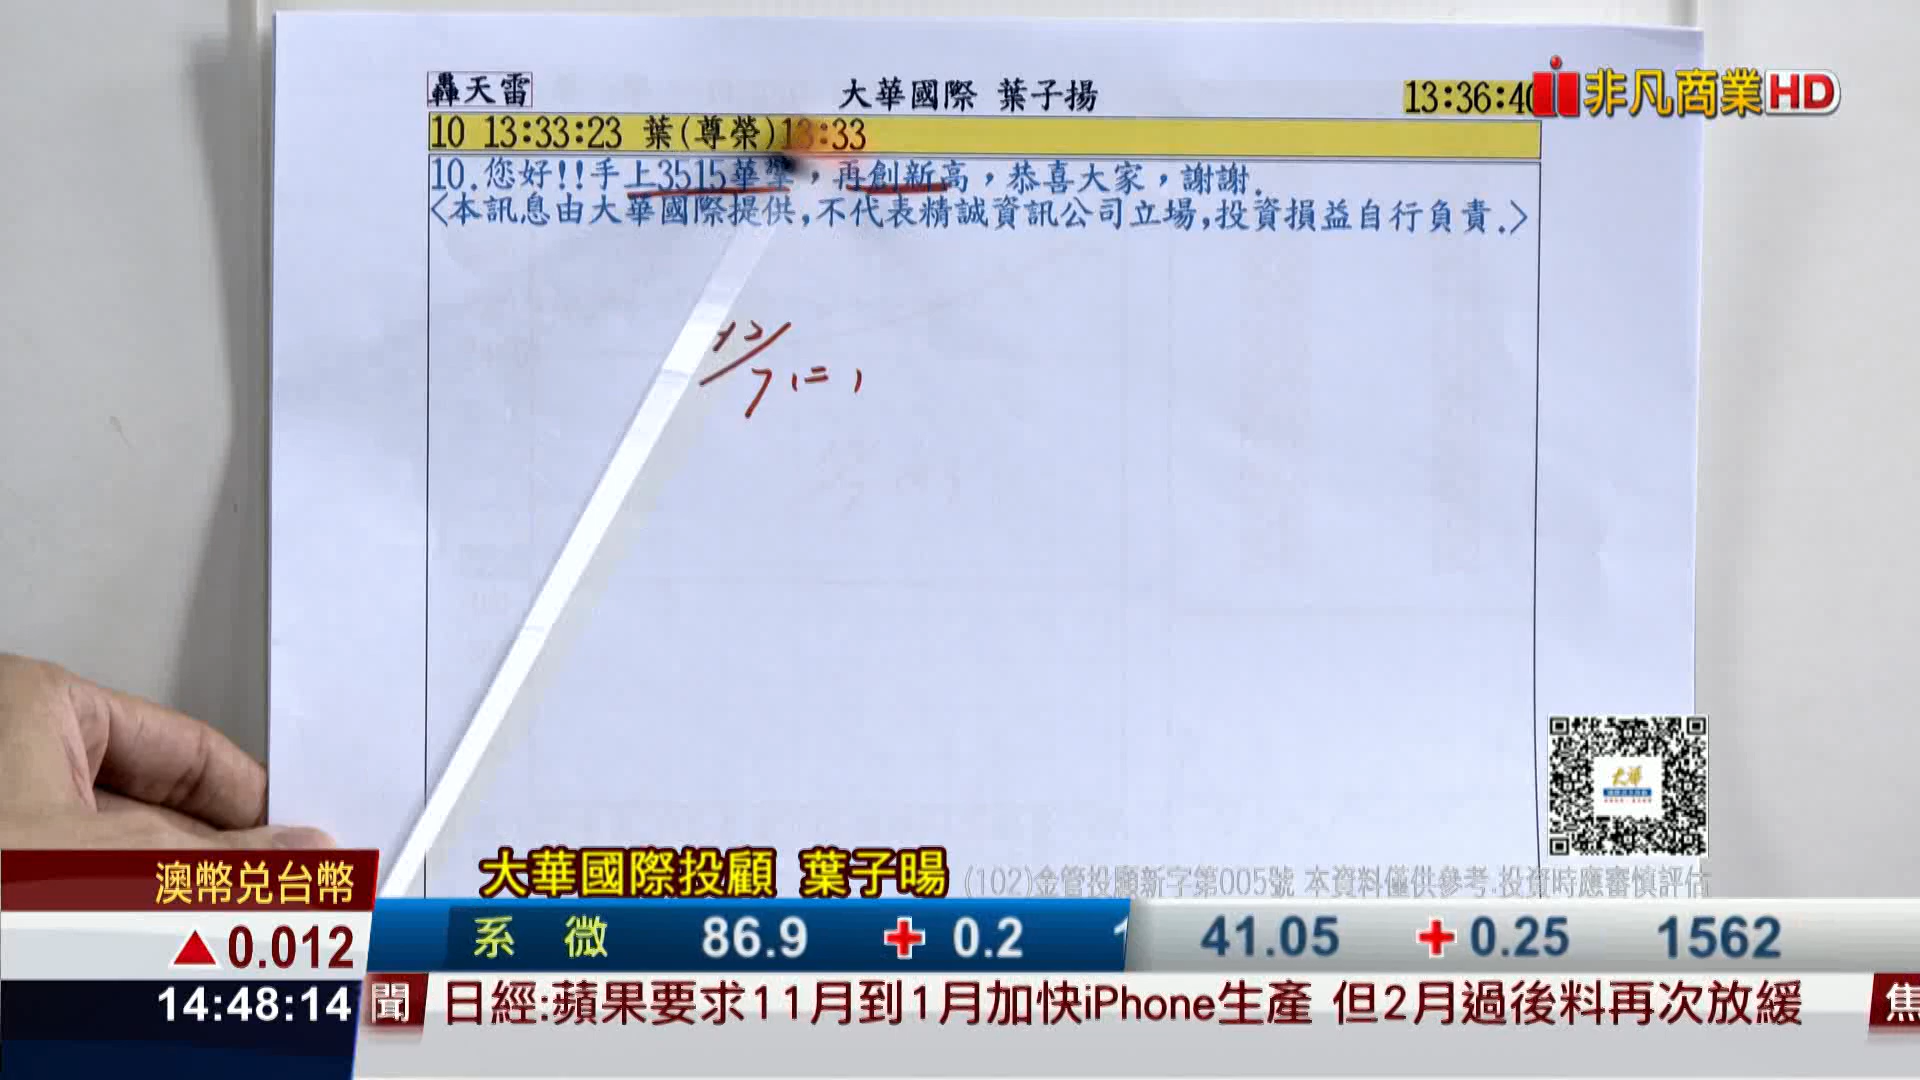 轟天雷 大華國際 葉子揚 13:36:40
非凡商業HD
10 13:33:23 葉(尊榮)13:33
10.您好!!手上3515華擎,再創新高,恭喜大家,謝謝.
<本訊息由大華國際提供,不代表精誠資訊公司立場,投資損益自行負責.>
12/7(二)
大華
大華國際投顧 葉子暘 (102)金管投顧新字第005號 本資料僅供參考.投資時應審慎評估
澳幣兌台幣
▲0.012
系 微 86.9 + 0.2 41.05 + 0.25 1562
14:48:14
聞 日經:蘋果要求11月到1月加快iPhone生產 但2月過後料再次放緩 焦